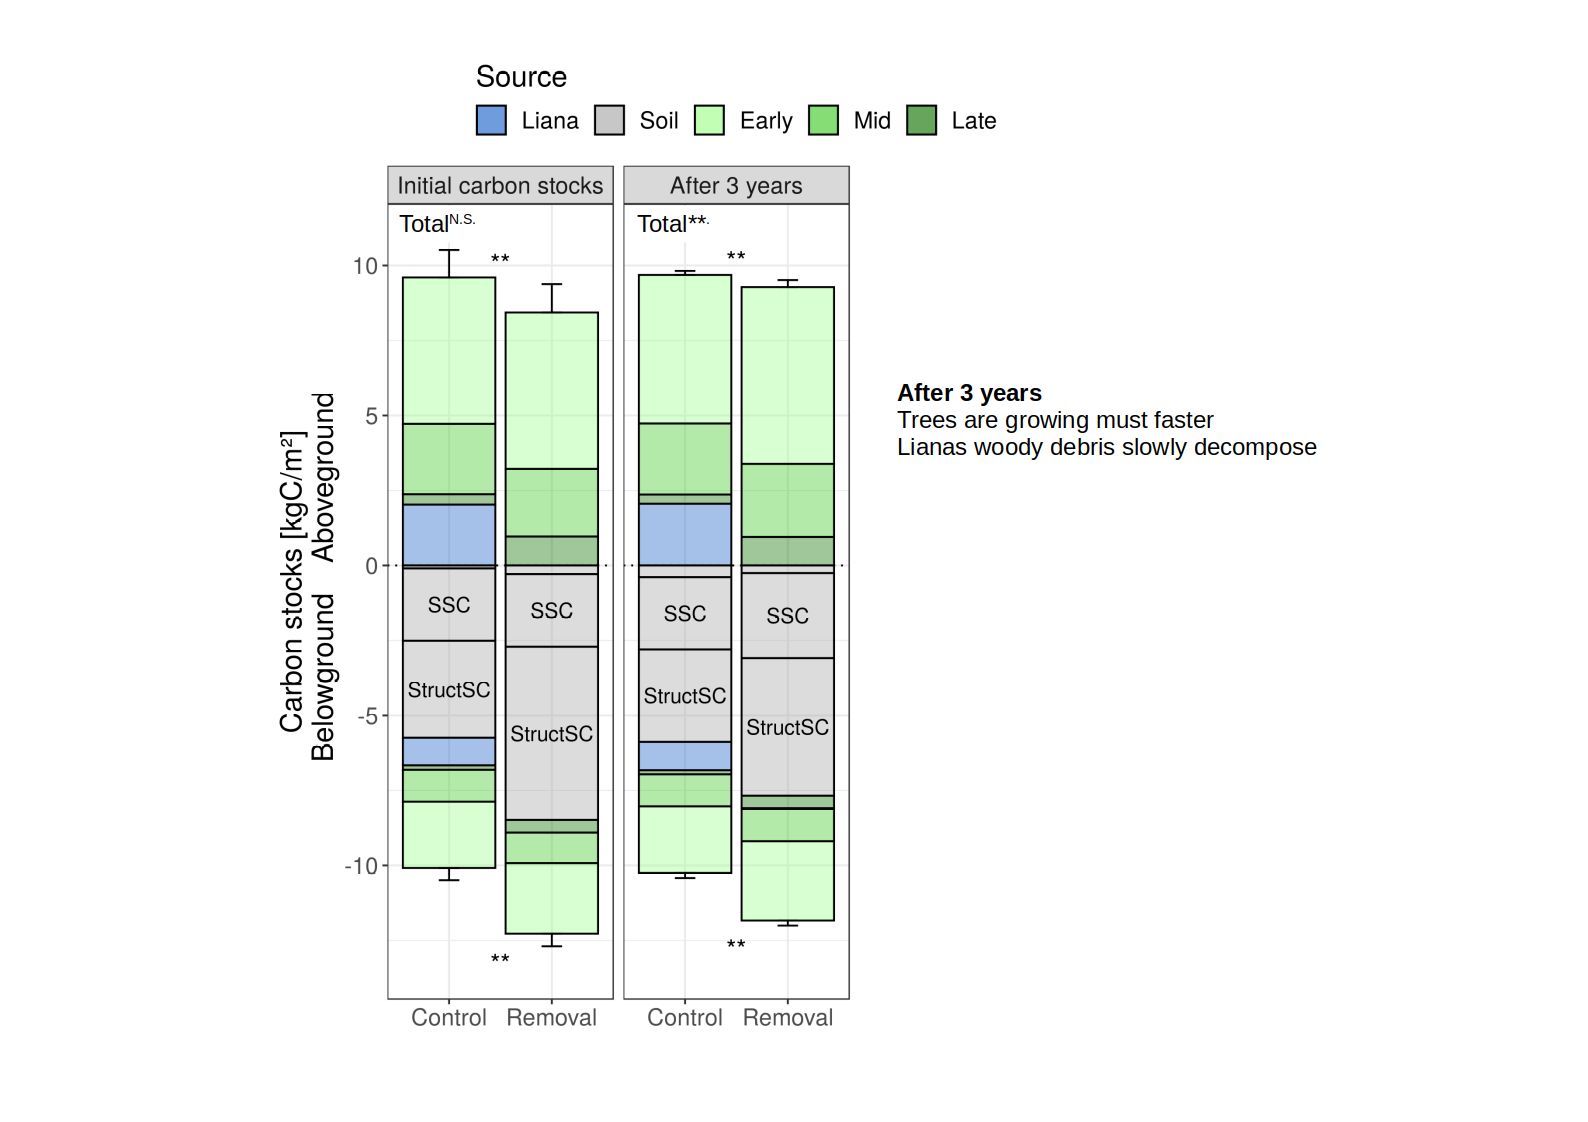 Source
Liana Soil Early Mid Late
Initial carbon stocks After 3 years
TotalN.S. Total**.
** **
10
5
0
-5
-10
Carbon stocks [kgC/m²]
Belowground Aboveground
SSC SSC SSC SSC
StructSC StructSC StructSC StructSC
** **
Control Removal Control Removal
After 3 years
Trees are growing must faster
Lianas woody debris slowly decompose